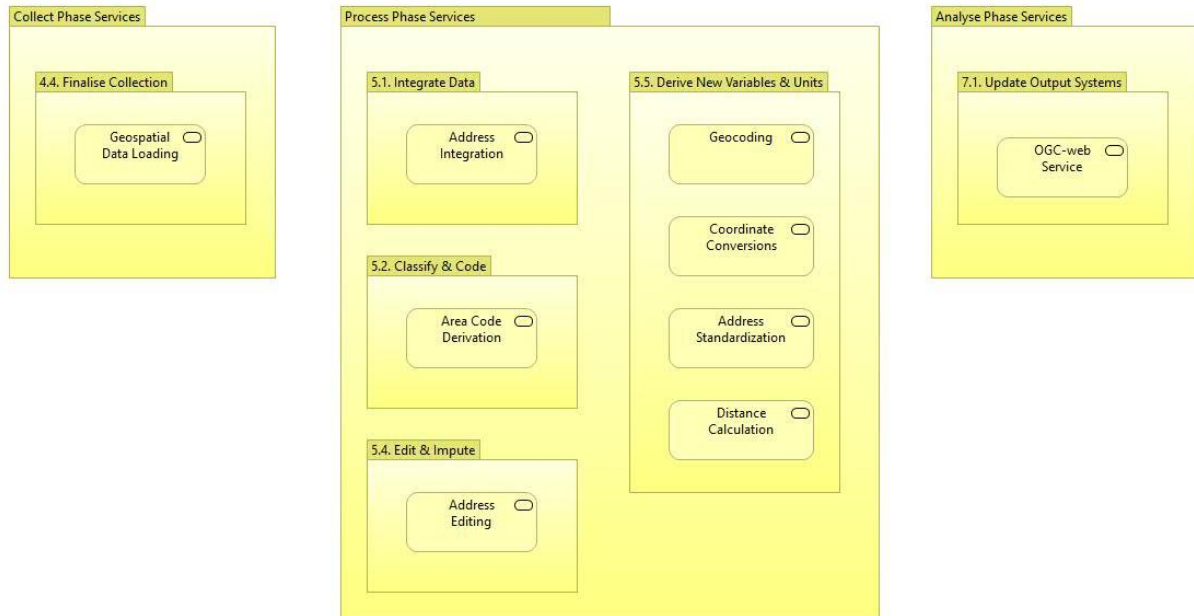 Collect Phase Services
4.4. Finalise Collection
Geospatial
Data Loading
Process Phase Services
5.1. Integrate Data
Address
Integration
5.2. Classify & Code
Area Code
Derivation
5.4. Edit & Impute
Address
Editing
5.5. Derive New Variables & Units
Geocoding
Coordinate
Conversions
Address
Standardization
Distance
Calculation
Analyse Phase Services
7.1. Update Output Systems
OGC-web
Service